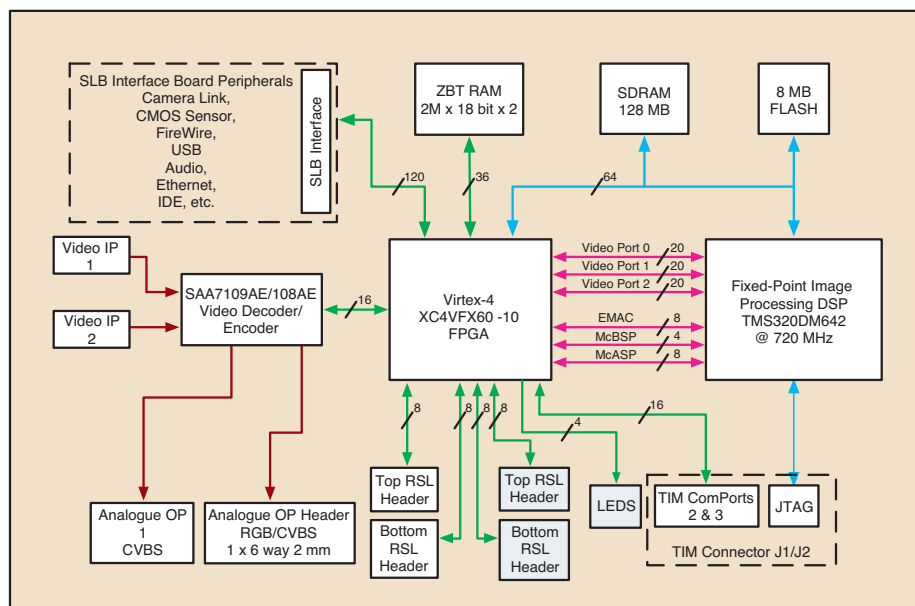 SLB Interface Board Peripherals
Camera Link,
CMOS Sensor,
FireWire,
USB
Audio,
Ethernet,
IDE, etc.
SLB Interface
ZBT RAM
2M x 18 bit x 2
SDRAM
128 MB
8 MB
FLASH
120
36
64
Video IP
1
Video IP
2
SAA7109AE/108AE
Video Decoder/
Encoder
16
Virtex-4
XC4VFX60 -10
FPGA
Video Port 0
20
Video Port 1
20
Video Port 2
20
EMAC
8
McBSP
4
McASP
8
Fixed-Point Image
Processing DSP
TMS320DM642
@ 720 MHz
8
8
8
8
4
16
Analogue OP
1
CVBS
Analogue OP Header
RGB/CVBS
1 x 6 way 2 mm
Top RSL
Header
Bottom
RSL
Header
Top RSL
Header
Bottom
RSL
Header
LEDS
TIM ComPorts
2 & 3
JTAG
TIM Connector J1/J2